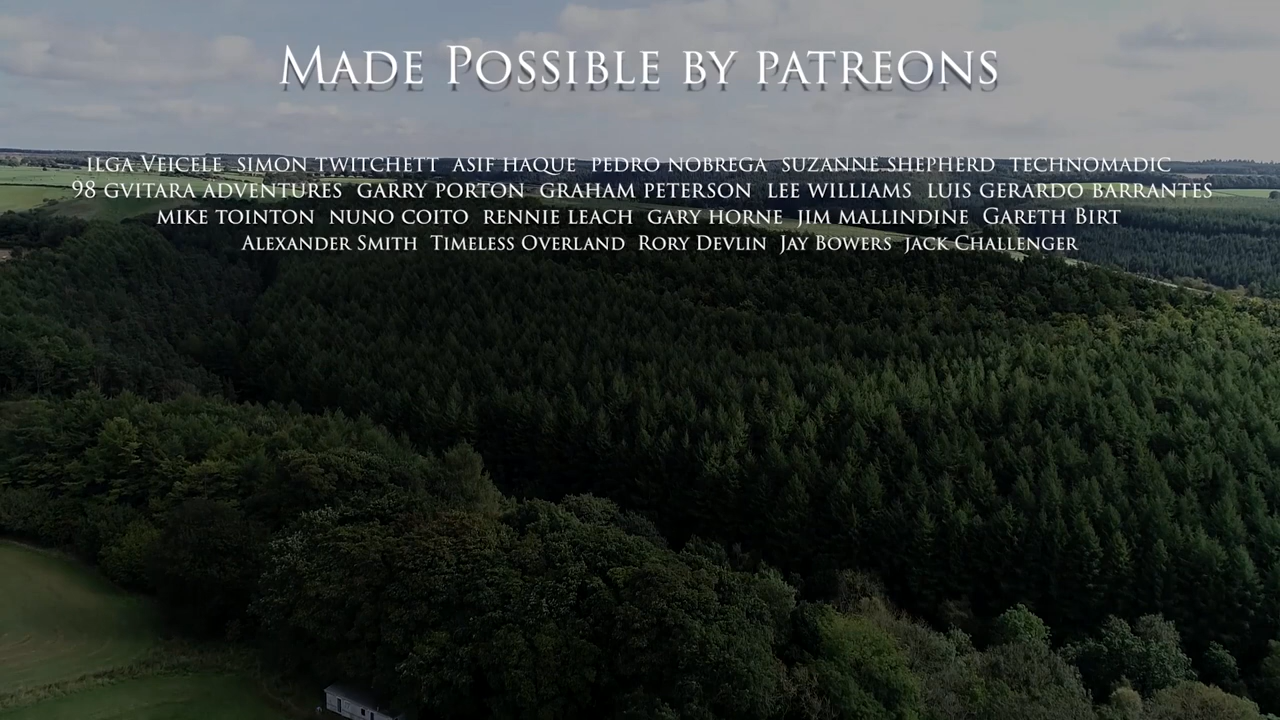 Made Possible by patreons
ilga Veicele simon twitchett asif haque pedro nobrega suzanne shepherd technomadic
98 gvitara adventures garry porton graham peterson lee williams luis gerardo barrantes
mike tointon nuno coito rennie leach gary horne jim mallindine Gareth Birt
Alexander Smith Timeless Overland Rory Devlin Jay Bowers jack Challenger